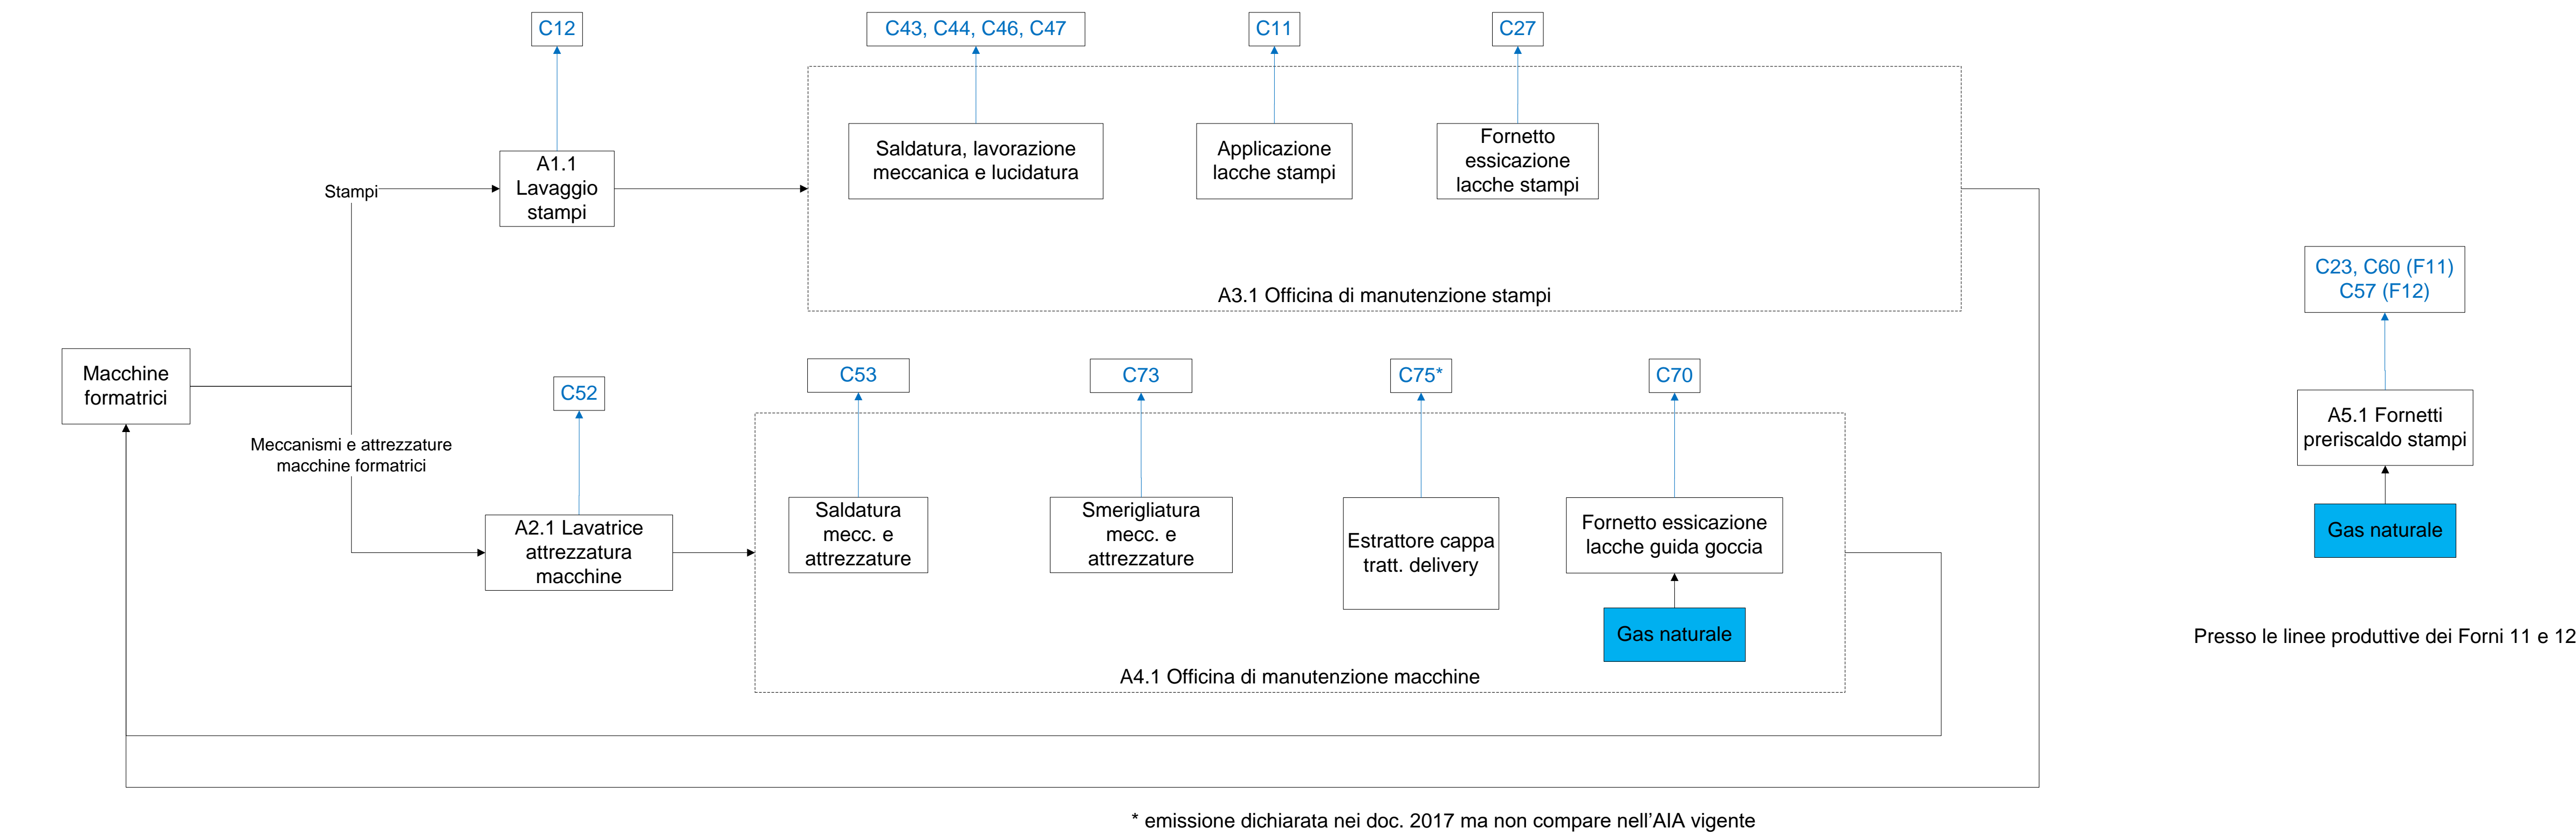 C12
C43, C44, C46, C47
C11
C27
Saldatura, lavorazione
meccanica e lucidatura
Applicazione
lacche stampi
Fornetto
essicazione
lacche stampi
A1.1
Lavaggio
stampi
Stampi
A3.1 Officina di manutenzione stampi
C23, C60 (F11)
C57 (F12)
A5.1 Fornetti
preriscaldo stampi
Gas naturale
Presso le linee produttive dei Forni 11 e 12
Macchine
formatrici
Meccanismi e attrezzature
macchine formatrici
C52
A2.1 Lavatrice
attrezzatura
macchine
C53
C73
C75*
C70
Saldatura
mecc. e
attrezzature
Smerigliatura
mecc. e
attrezzature
Estrattore cappa
tratt. delivery
Fornetto essicazione
lacche guida goccia
Gas naturale
A4.1 Officina di manutenzione macchine
* emissione dichiarata nei doc. 2017 ma non compare nell'AIA vigente